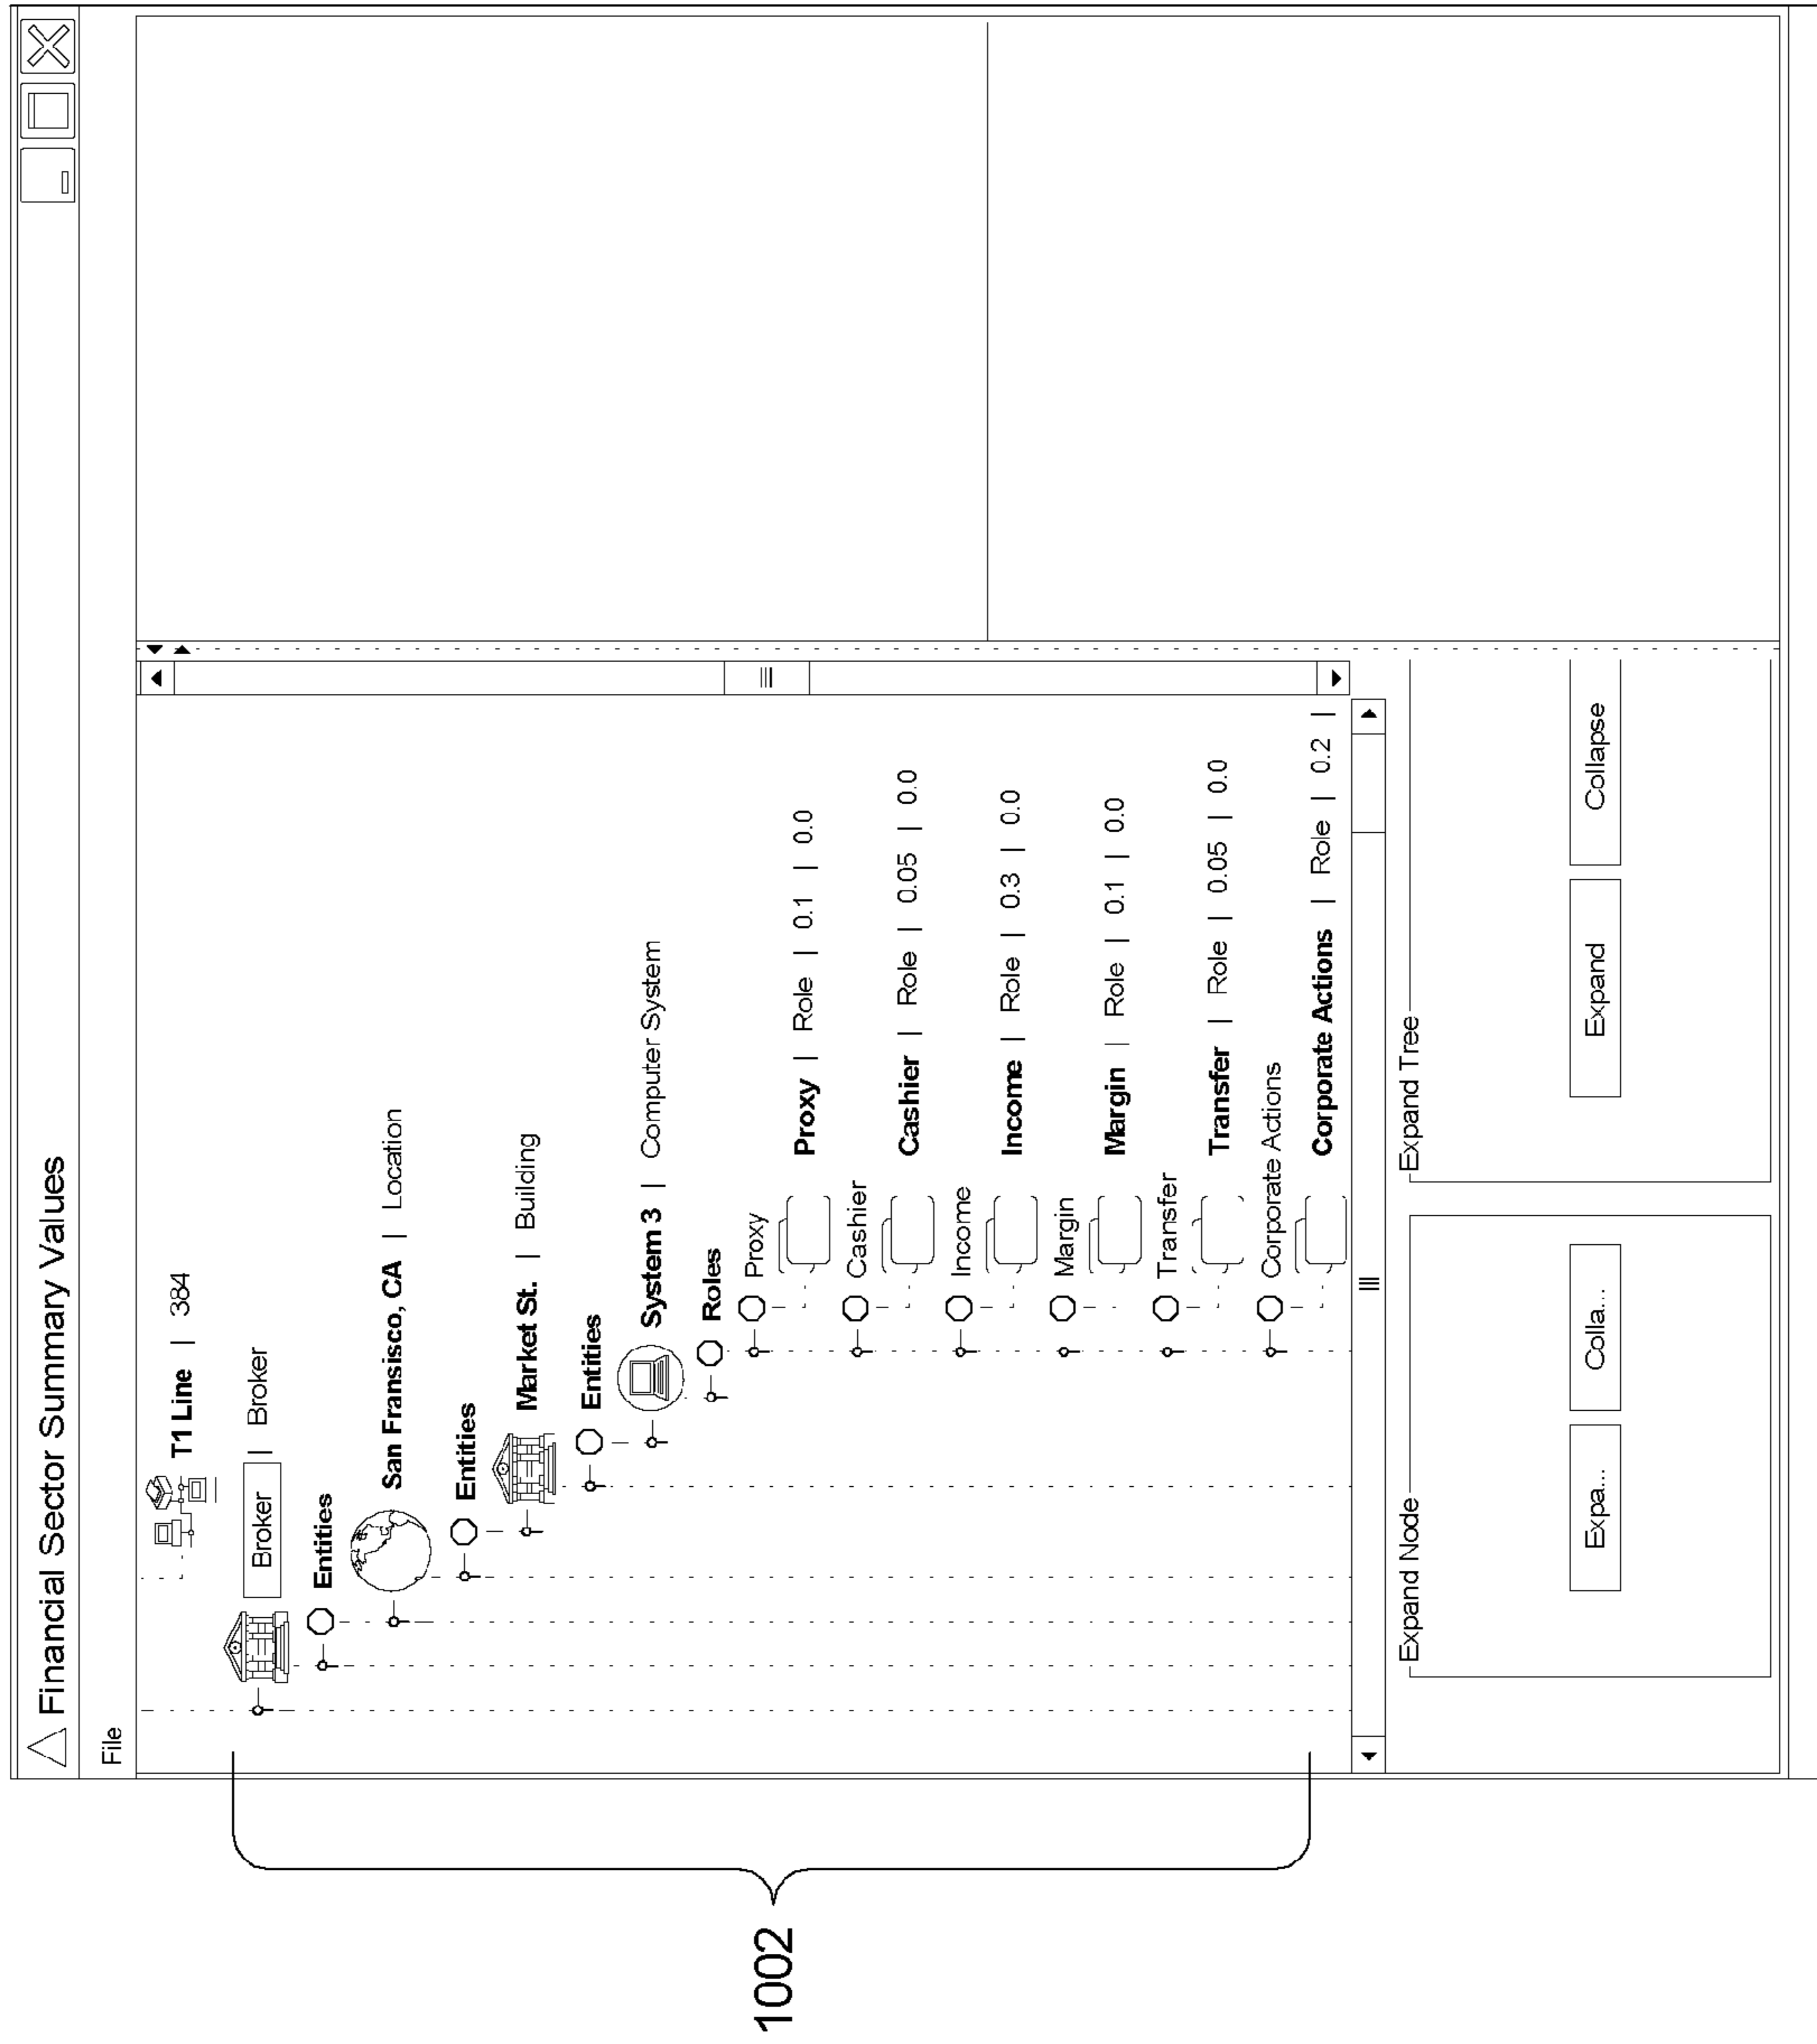 Financial Sector Summary Values
File
T1 Line | 384
Broker | Broker
Entities
San Fransisco, CA | Location
Entities
Market St. | Building
Entities
System 3 | Computer System
Roles
Proxy
Proxy | Role | 0.1 | 0.0
Cashier
Cashier | Role | 0.05 | 0.0
Income
Income | Role | 0.3 | 0.0
Margin
Margin | Role | 0.1 | 0.0
Transfer
Transfer | Role | 0.05 | 0.0
Corporate Actions
Corporate Actions | Role | 0.2 |
Expand Node
Expa...
Colla...
Expand Tree
Expand
Collapse
1002